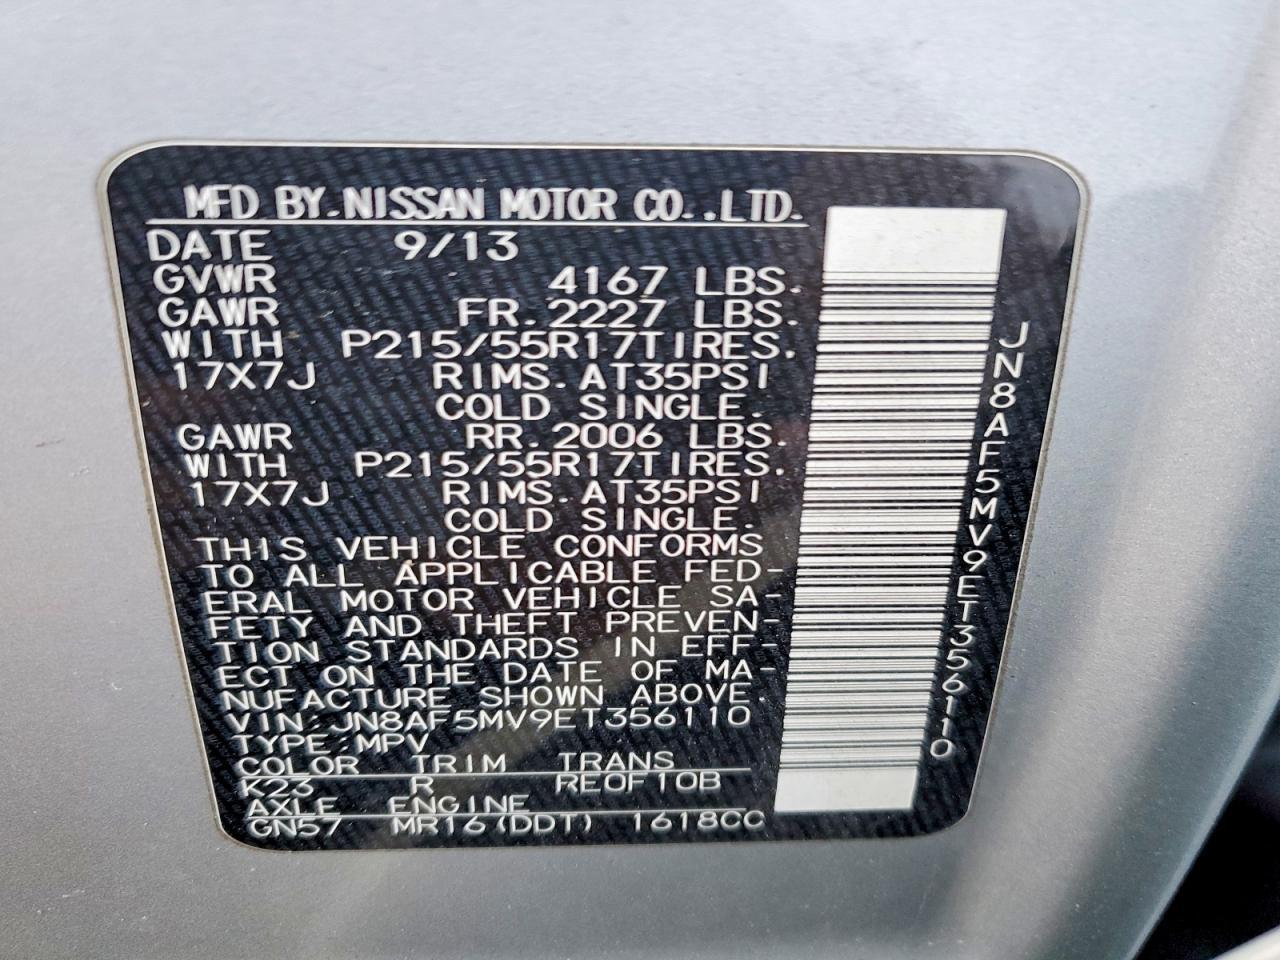 MFD BY.NISSAN MOTOR CO.,LTD.
DATE 9/13
GVWR 4167 LBS.
GAWR FR.2227 LBS.
WITH P215/55R17TIRES.
17X7J RIMS.AT35PSI
COLD SINGLE.
GAWR RR.2006 LBS.
WITH P215/55R17TIRES.
17X7J RIMS.AT35PSI
COLD SINGLE.
THIS VEHICLE CONFORMS
TO ALL APPLICABLE FED-
ERAL MOTOR VEHICLE SA-
FETY AND THEFT PREVEN-
TION STANDARDS IN EFF-
ECT ON THE DATE OF MA-
NUFACTURE SHOWN ABOVE.
VIN:JN8AF5MV9ET356110
TYPE:MPV
COLOR TRIM TRANS
K23 R RE0F10B
AXLE ENGINE
GN57 MR16(DDT) 1618CC
JN8AF5MV9ET356110